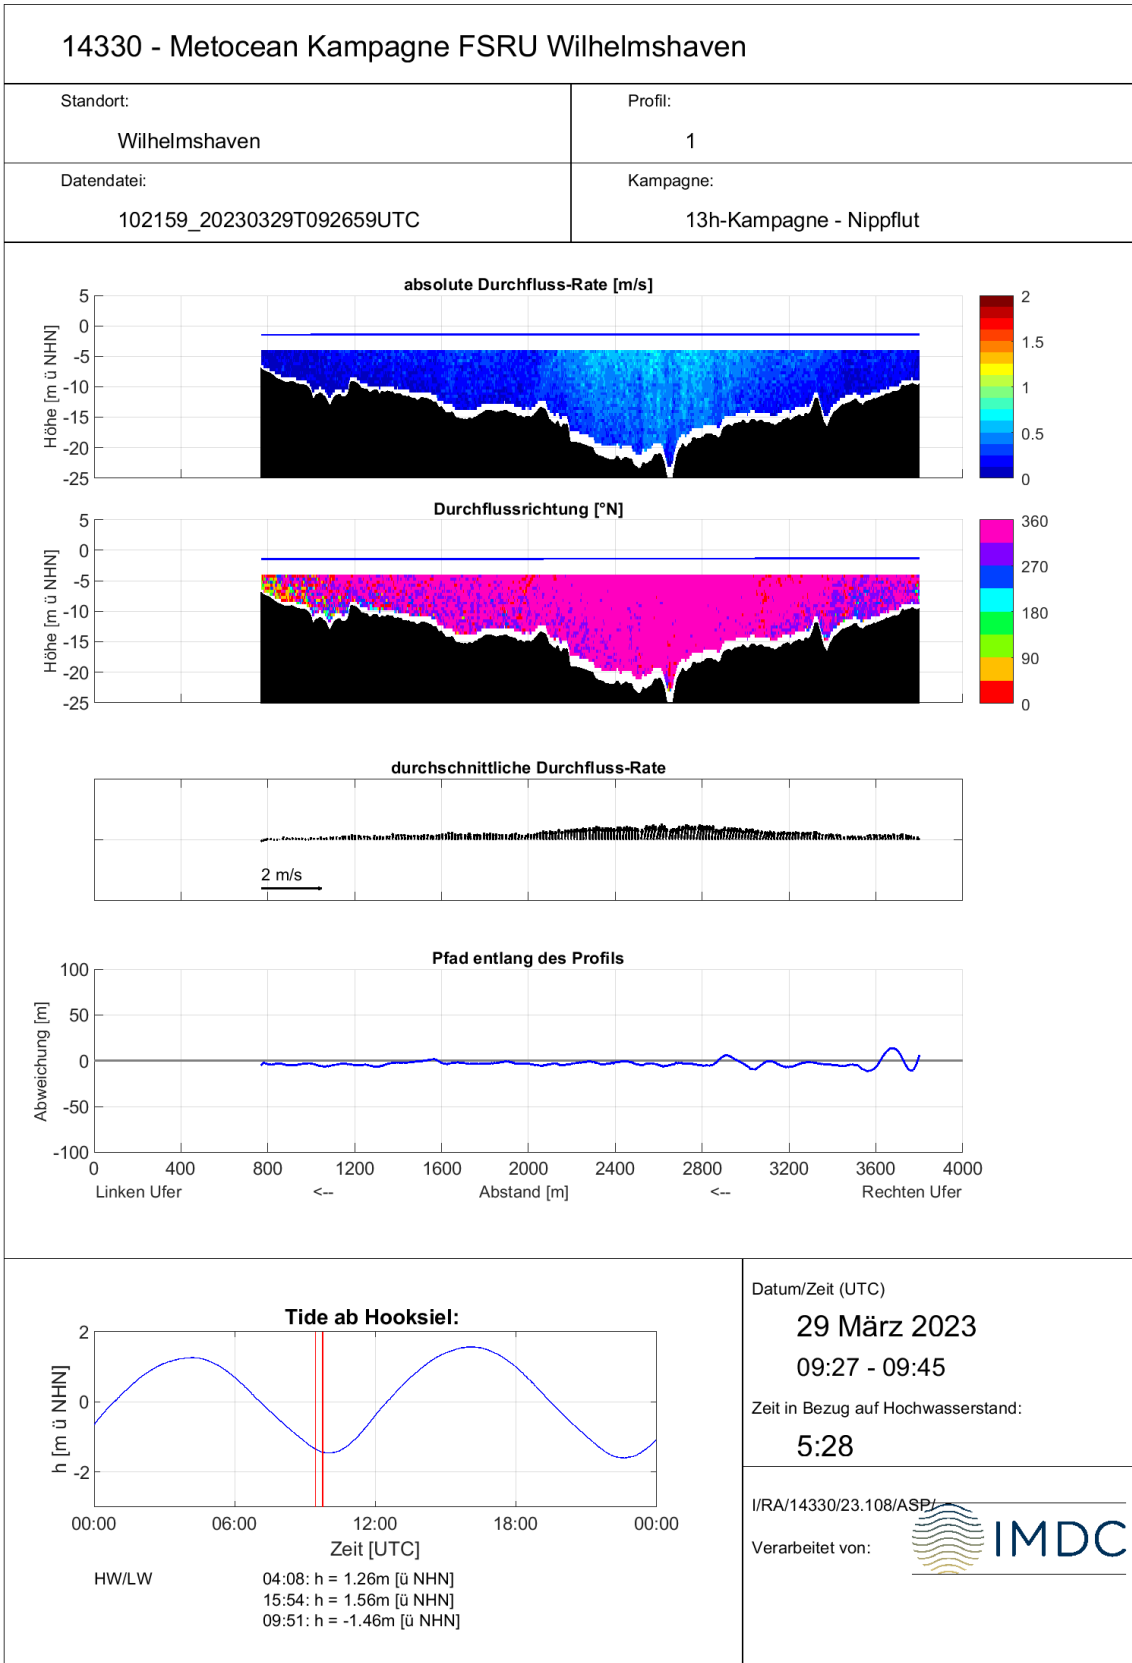 14330 - Metocean Kampagne FSRU Wilhelmshaven
Standort:
Wilhelmshaven
Profil:
1
Datendatei:
102159_20230329T092659UTC
Kampagne:
13h-Kampagne - Nippflut
absolute Durchfluss-Rate [m/s]
Höhe [m ü NHN]
5
0
-5
-10
-15
-20
-25
2
1.5
1
0.5
0
Durchflussrichtung [°N]
Höhe [m ü NHN]
5
0
-5
-10
-15
-20
-25
360
270
180
90
0
durchschnittliche Durchfluss-Rate
2 m/s
Pfad entlang des Profils
Abweichung [m]
100
50
0
-50
-100
0 400 800 1200 1600 2000 2400 2800 3200 3600 4000
Linken Ufer <-- Abstand [m] <-- Rechten Ufer
Tide ab Hooksiel:
h [m ü NHN]
2
0
-2
00:00 06:00 12:00 18:00 00:00
Zeit [UTC]
HW/LW
04:08: h = 1.26m [ü NHN]
15:54: h = 1.56m [ü NHN]
09:51: h = -1.46m [ü NHN]
Datum/Zeit (UTC)
29 März 2023
09:27 - 09:45
Zeit in Bezug auf Hochwasserstand:
5:28
I/RA/14330/23.108/ASP/
Verarbeitet von:
IMDC